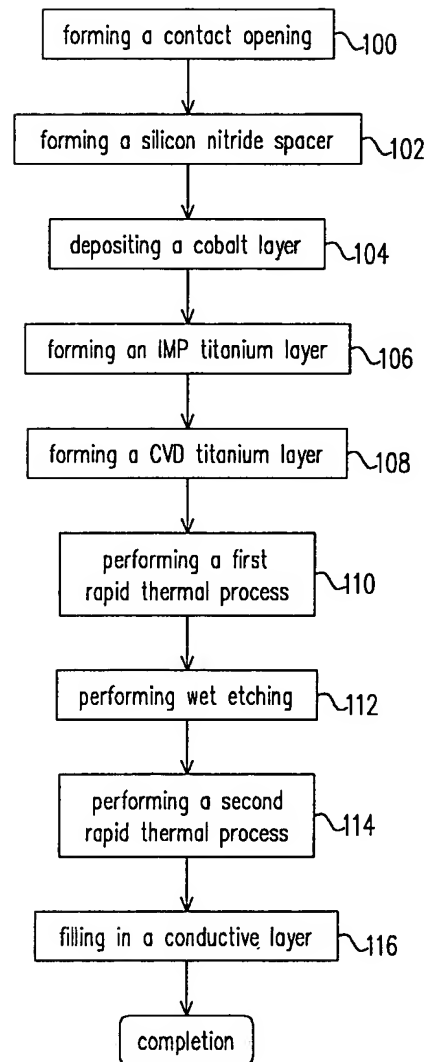 forming a contact opening
100
forming a silicon nitride spacer
102
depositing a cobalt layer
104
forming an IMP titanium layer
106
forming a CVD titanium layer
108
performing a first
rapid thermal process
110
performing wet etching
112
performing a second
rapid thermal process
114
filling in a conductive layer
116
completion